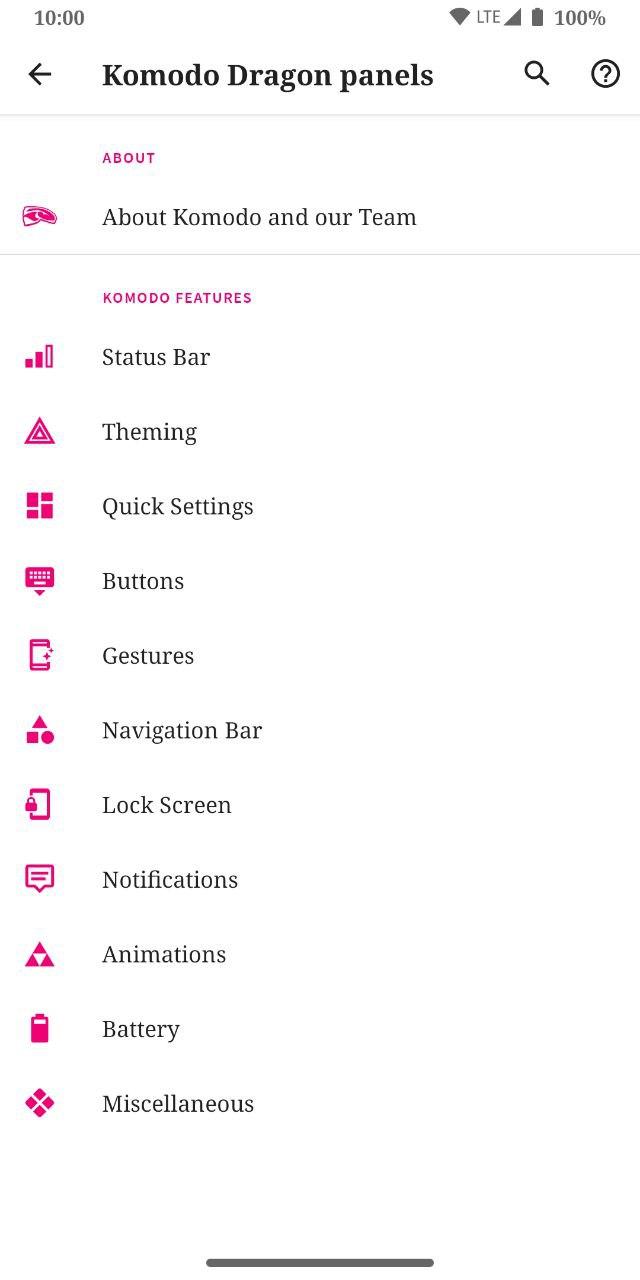 10:00 LTE 100%
Komodo Dragon panels
ABOUT
About Komodo and our Team
KOMODO FEATURES
Status Bar
Theming
Quick Settings
Buttons
Gestures
Navigation Bar
Lock Screen
Notifications
Animations
Battery
Miscellaneous